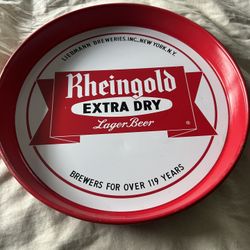 LIEBMANN BREWERIES, INC., NEW YORK, N.Y.
Rheingold
EXTRA DRY
Lager Beer
®
BREWERS FOR OVER 119 YEARS